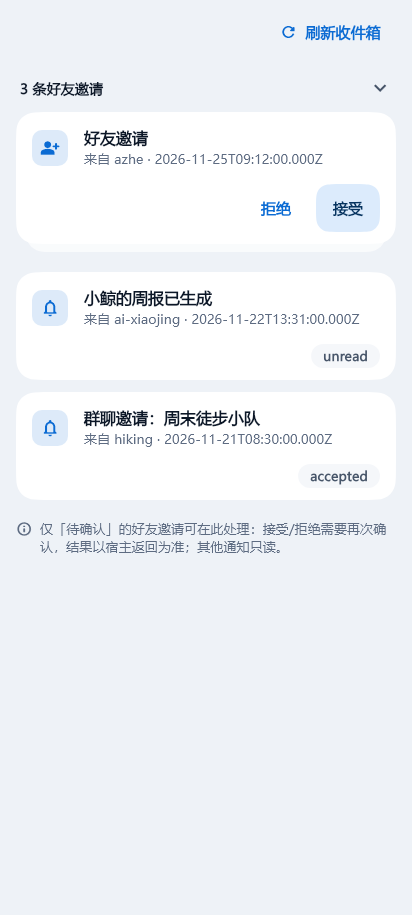 刷新收件箱
3 条好友邀请
好友邀请
来自 azhe · 2026-11-25T09:12:00.000Z
拒绝
接受
小鲸的周报已生成
来自 ai-xiaojing · 2026-11-22T13:31:00.000Z
unread
群聊邀请：周末徒步小队
来自 hiking · 2026-11-21T08:30:00.000Z
accepted
仅「待确认」的好友邀请可在此处理：接受/拒绝需要再次确
认，结果以宿主返回为准；其他通知只读。